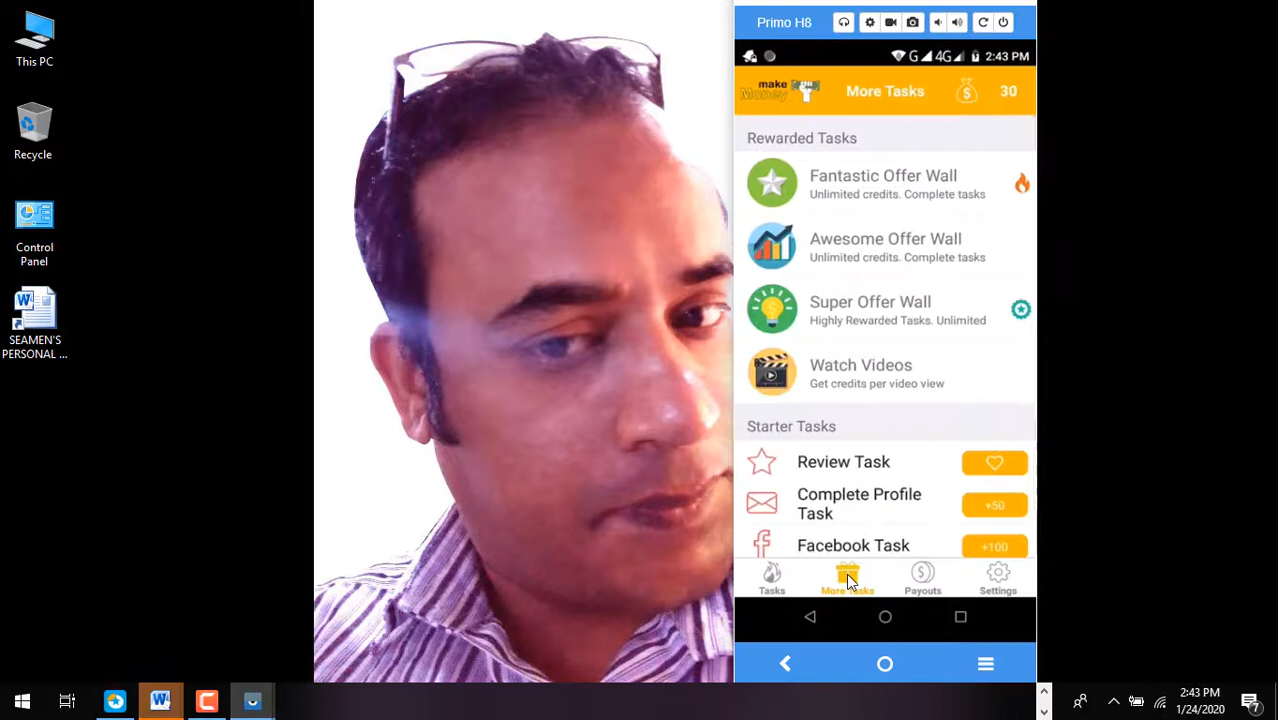 This PC
Recycle
Control
Panel
SEAMEN'S
PERSONAL ...
Primo H8
G 4G 2:43 PM
make
Money
More Tasks
30
Rewarded Tasks
Fantastic Offer Wall
Unlimited credits. Complete tasks
Awesome Offer Wall
Unlimited credits. Complete tasks
Super Offer Wall
Highly Rewarded Tasks. Unlimited
Watch Videos
Get credits per video view
Starter Tasks
Review Task
Complete Profile
Task
+50
Facebook Task
+100
Tasks
More Tasks
Payouts
Settings
2:43 PM
1/24/2020
7